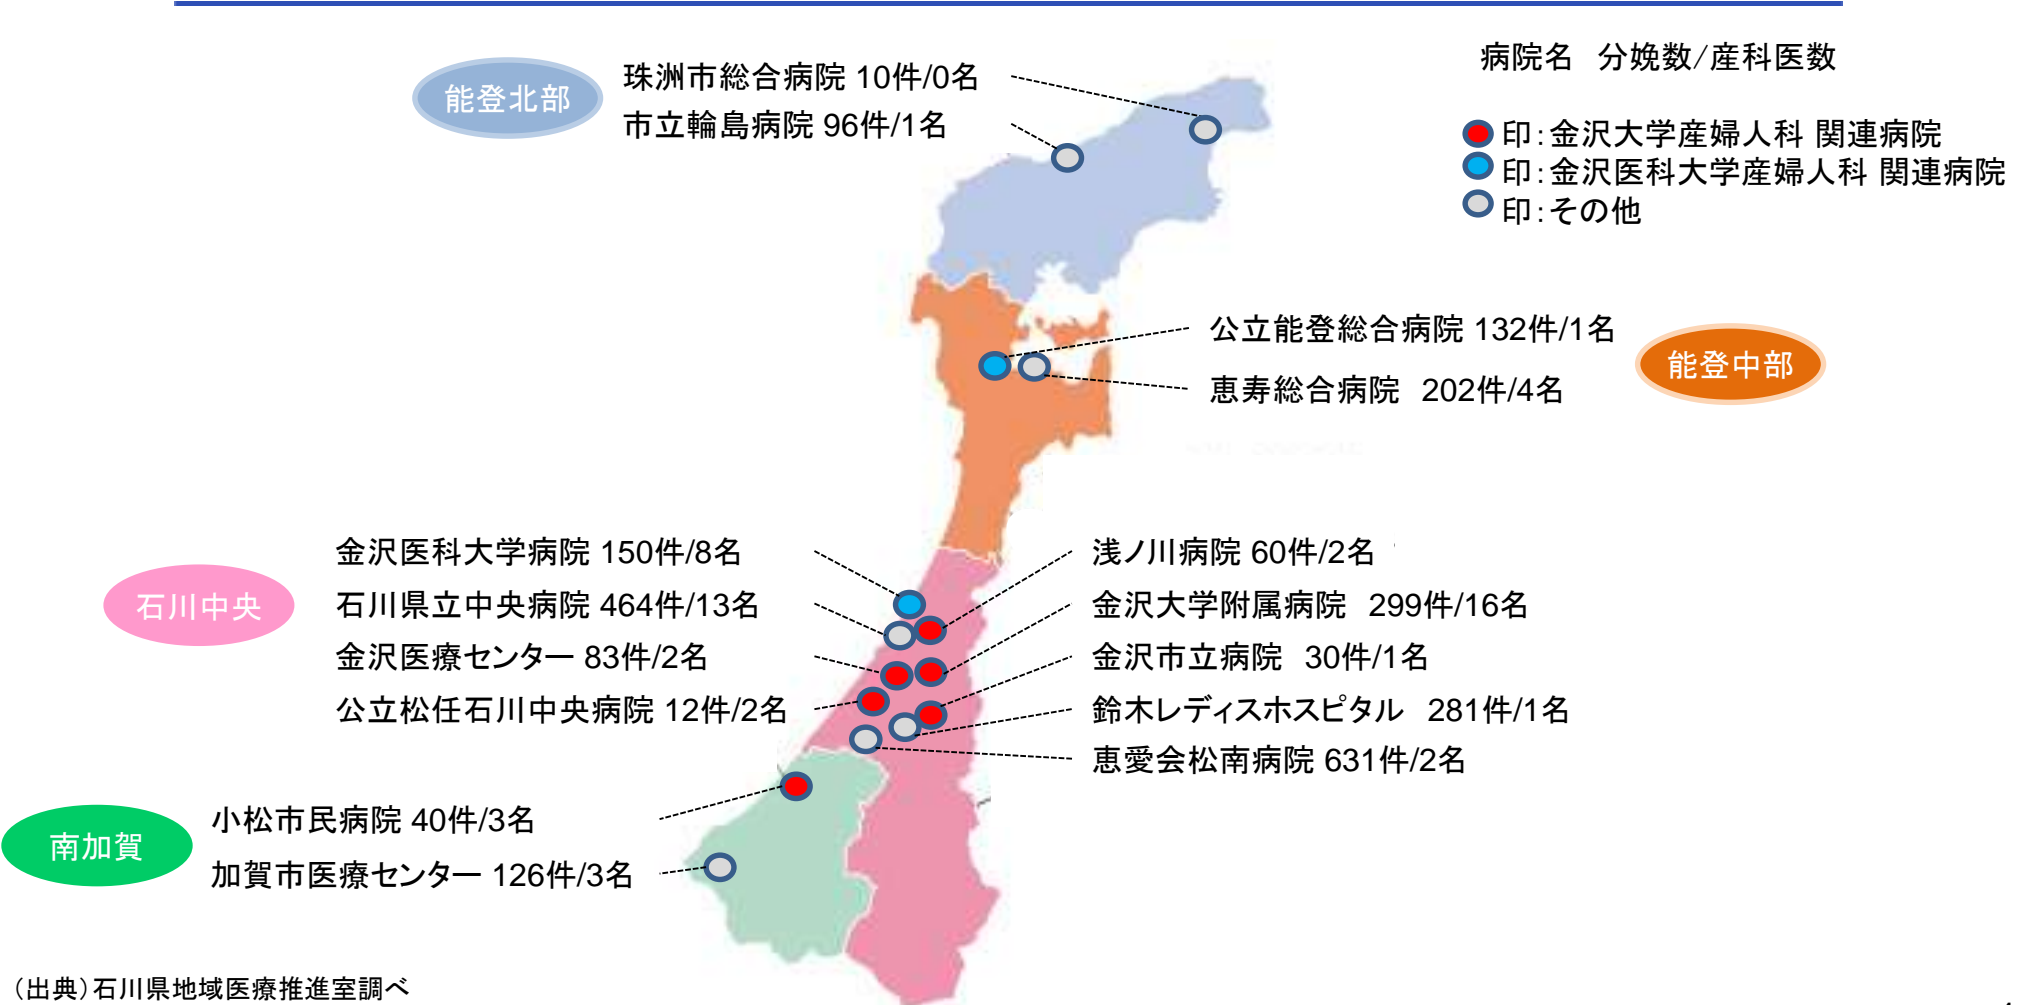 病院名　分娩数/産科医数
印：金沢大学産婦人科 関連病院
印：金沢医科大学産婦人科 関連病院
印：その他
能登北部
珠洲市総合病院 10件/0名
市立輪島病院 96件/1名
公立能登総合病院 132件/1名
恵寿総合病院　202件/4名
能登中部
石川中央
金沢医科大学病院 150件/8名
石川県立中央病院 464件/13名
金沢医療センター 83件/2名
公立松任石川中央病院 12件/2名
浅ノ川病院 60件/2名
金沢大学附属病院　299件/16名
金沢市立病院　30件/1名
鈴木レディスホスピタル　281件/1名
恵愛会松南病院 631件/2名
南加賀
小松市民病院 40件/3名
加賀市医療センター 126件/3名
（出典）石川県地域医療推進室調べ